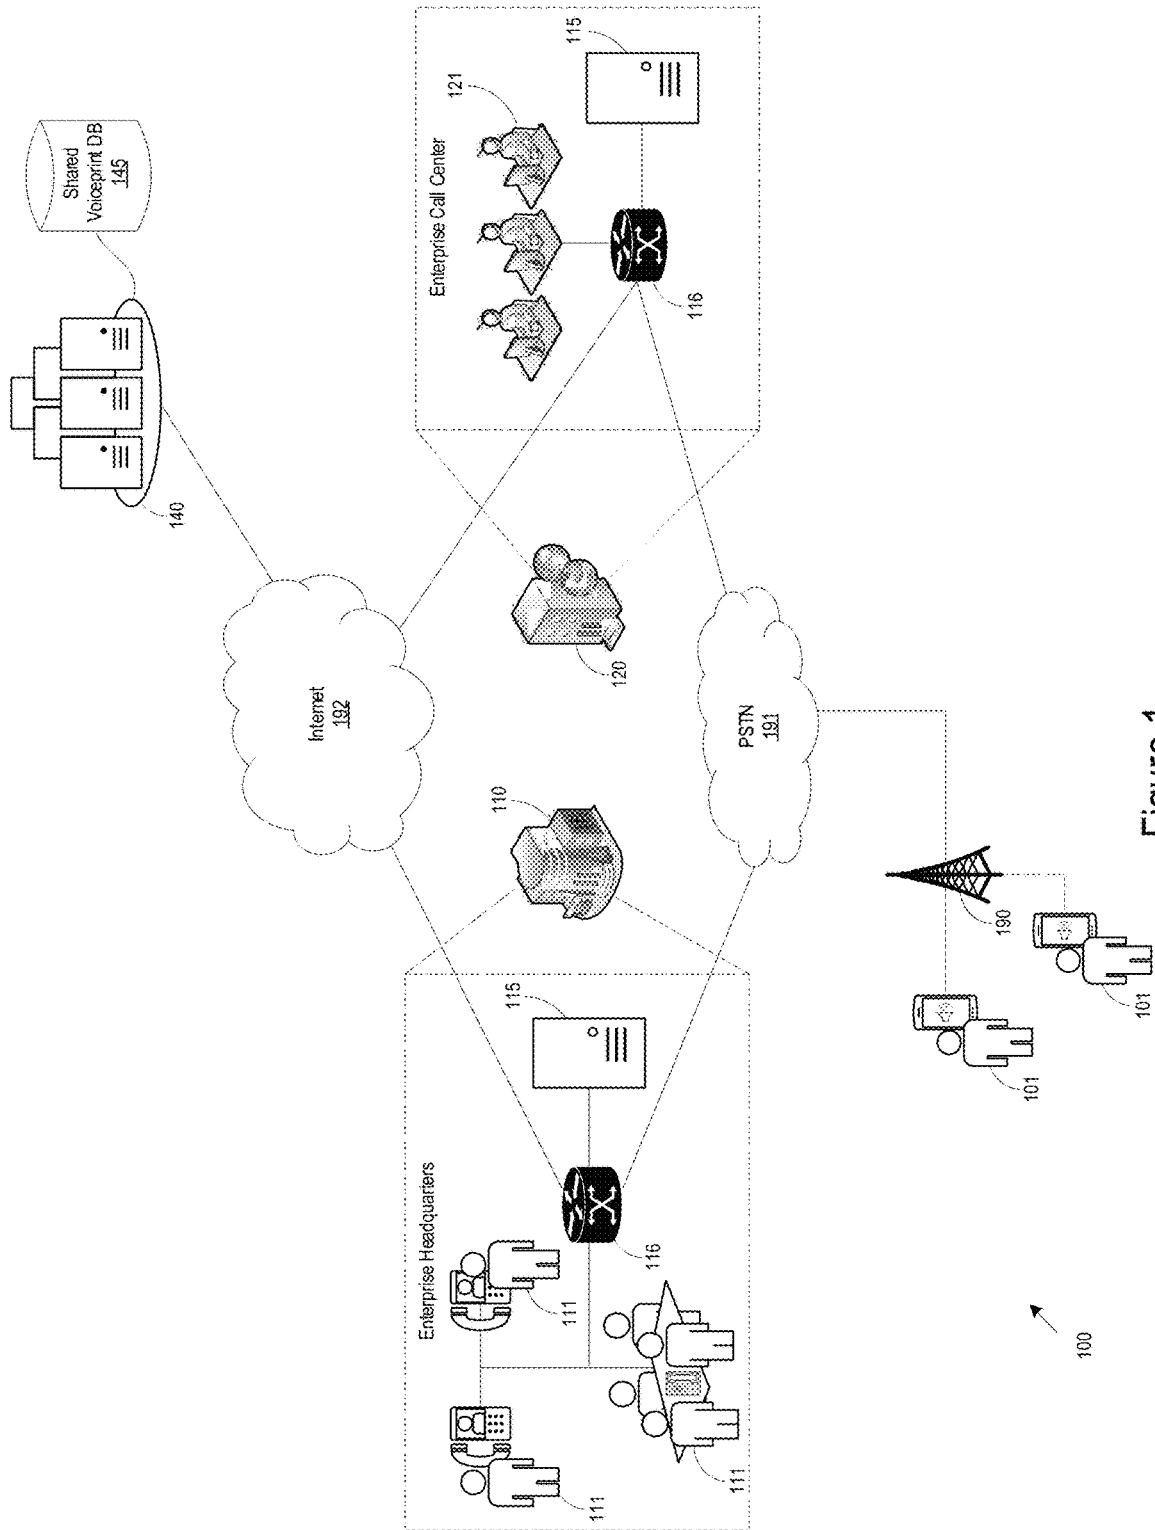 Shared
Voiceprint DB
145
140
Internet
192
Enterprise Headquarters
Enterprise Call Center
121
110
115
111
115
111
120
116
116
111
PSTN
191
190
101
100
101
Figure 1